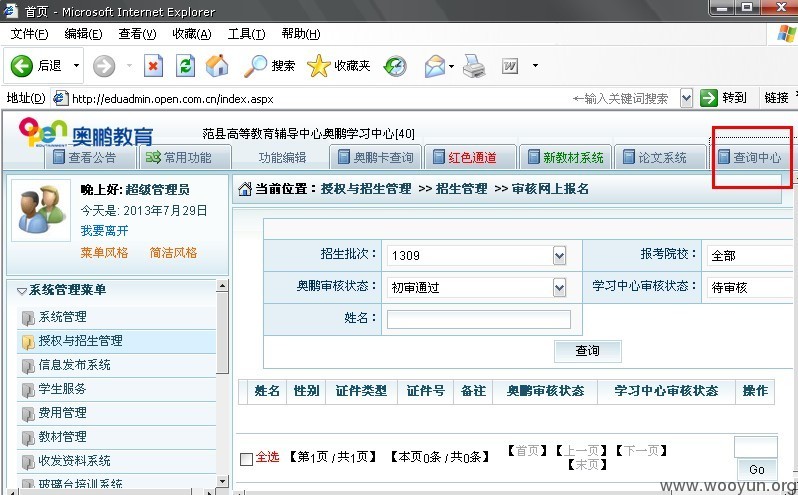 首页 - Microsoft Internet Explorer
文件(F) 编辑(E) 查看(V) 收藏(A) 工具(T) 帮助(H)
后退 搜索 收藏夹
地址(D) http://eduadmin.open.com.cn/index.aspx ←输入关键词搜索 转到 链接
open 奥鹏教育 范县高等教育辅导中心奥鹏学习中心[40]
查看公告 常用功能 功能编辑 奥鹏卡查询 红色通道 新教材系统 论文系统 查询中心
晚上好: 超级管理员
今天是: 2013年7月29日
我要离开
菜单风格 简洁风格
当前位置：授权与招生管理 >> 招生管理 >> 审核网上报名
招生批次： 1309 报考院校： 全部
奥鹏审核状态： 初审通过 学习中心审核状态： 待审核
姓名：
查询
系统管理菜单
系统管理
授权与招生管理
信息发布系统
学生服务
费用管理
教材管理
收发资料系统
玻璃台培训系统
姓名 性别 证件类型 证件号 备注 奥鹏审核状态 学习中心审核状态 操作
全选 【第1页 / 共1页】 【本页0条 / 共0条】 【首页】【上一页】【下一页】
【末页】 Go
www.wooyun.org